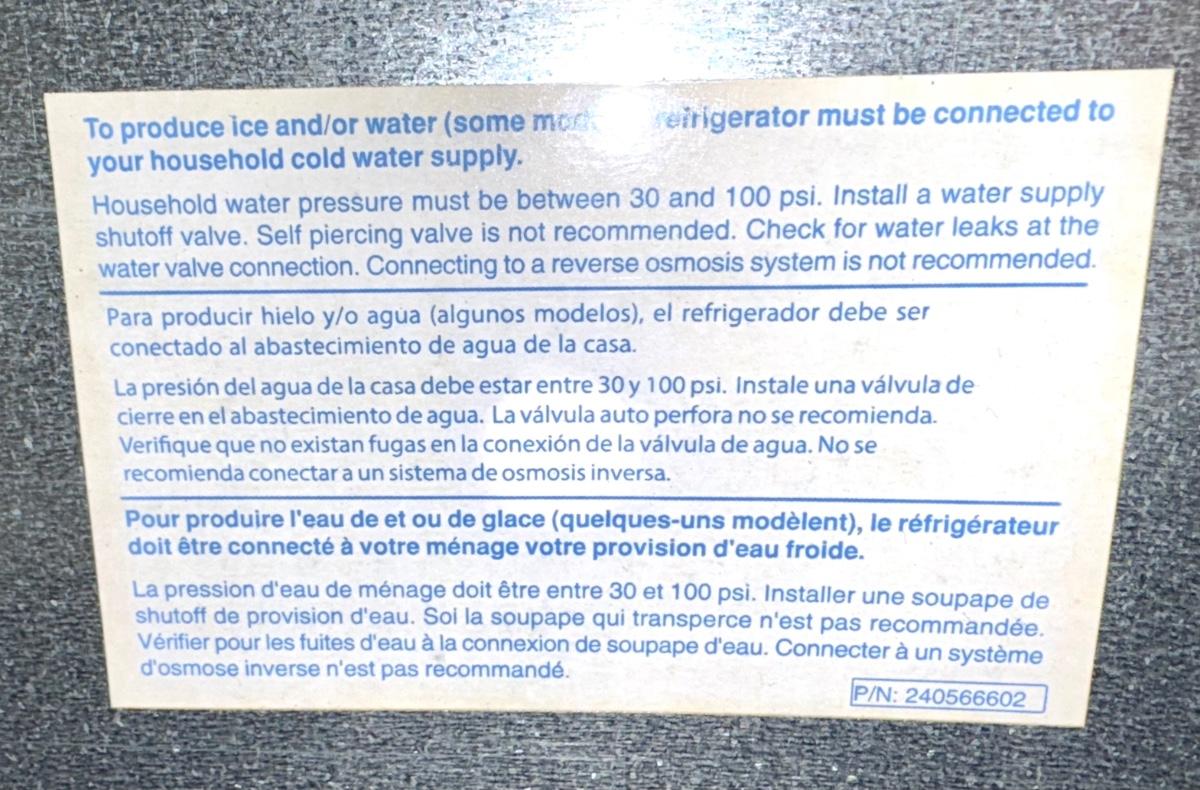 To produce ice and/or water (some refrigerator must be connected to
your household cold water supply.
Household water pressure must be between 30 and 100 psi. Install a water supply
shutoff valve. Self piercing valve is not recommended. Check for water leaks at the
water valve connection. Connecting to a reverse osmosis system is not recommended.
Para producir hielo y/o agua (algunos modelos), el refrigerador debe ser
conectado al abastecimiento de agua de la casa.
La presión del agua de la casa debe estar entre 30 y 100 psi. Instale una válvula de
cierre en el abastecimiento de agua. La válvula auto perfora no se recomienda.
Verifique que no existan fugas en la conexión de la válvula de agua. No se
recomienda conectar a un sistema de osmosis inversa.
Pour produire l'eau de et ou de glace (quelques-uns modèlent), le réfrigérateur
doit être connecté à votre ménage votre provision d'eau froide.
La pression d'eau de ménage doit être entre 30 et 100 psi. Installer une soupape de
shutoff de provision d'eau. Soi la soupape qui transperce n'est pas recommandée.
Vérifier pour les fuites d'eau à la connexion de soupape d'eau. Connecter à un système
d'osmose inverse n'est pas recommandé.
P/N: 240566602